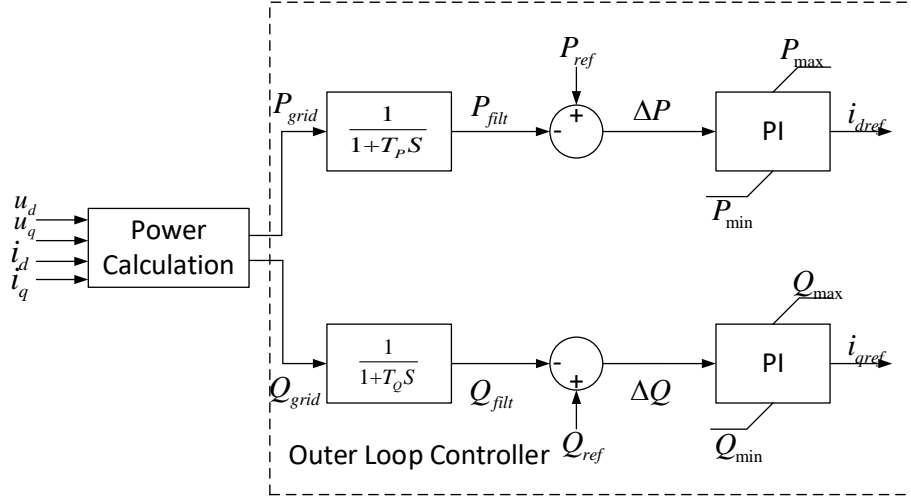 P_ref
P_max
P_grid
1
1+T_P S
P_filt
+
-
ΔP
PI
i_dref
P_min
u_d
u_q
i_d
i_q
Power
Calculation
Q_max
1
1+T_Q S
-
+
PI
i_qref
Q_grid
Q_filt
ΔQ
Q_ref
Q_min
Outer Loop Controller